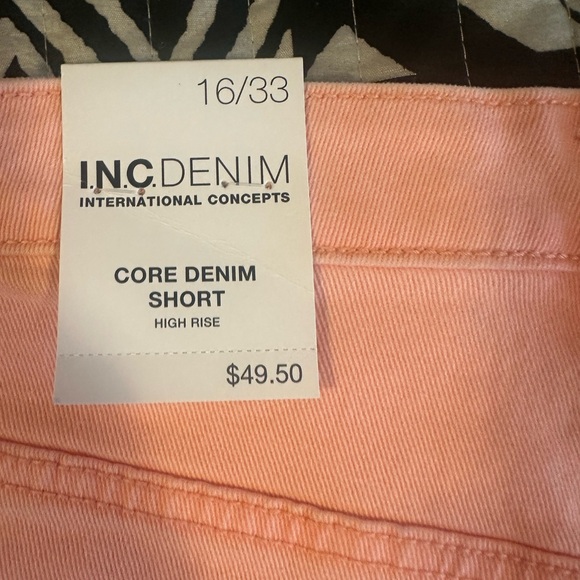 16/33
I.N.C.DENIM
INTERNATIONAL CONCEPTS
CORE DENIM
SHORT
HIGH RISE
$49.50